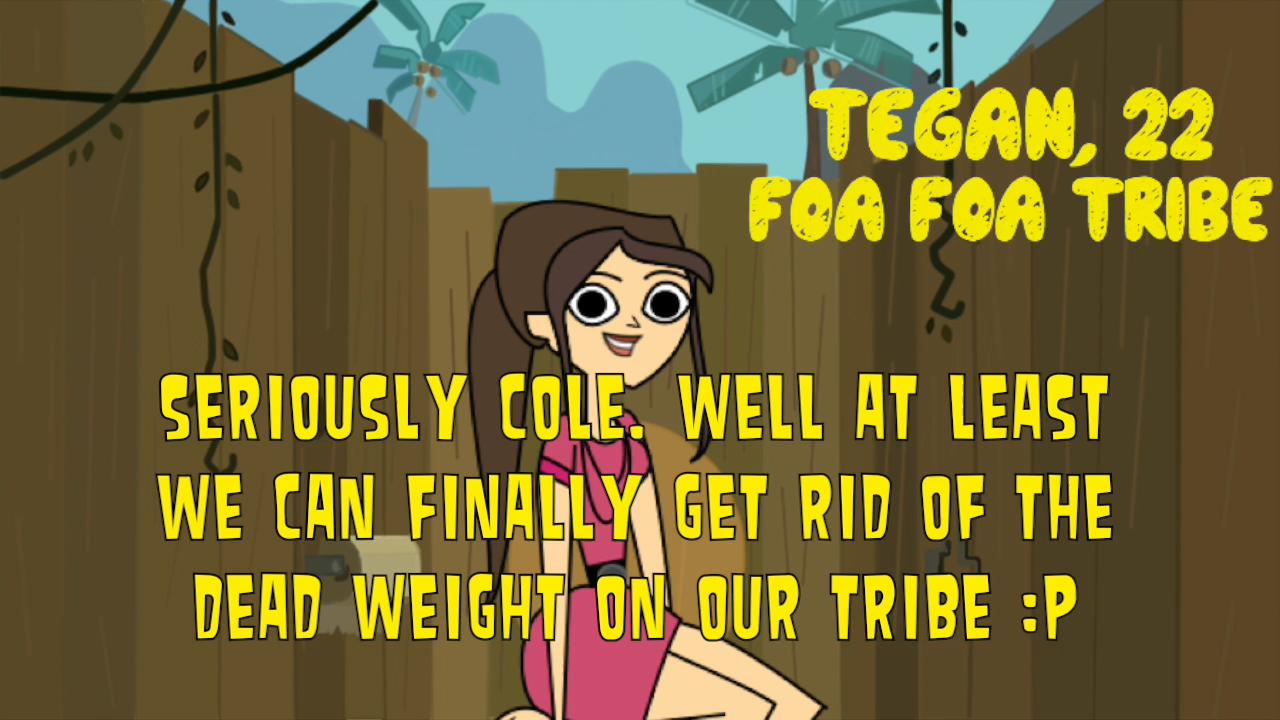 TEGAN, 22
FOA FOA TRIBE
SERIOUSLY COLE. WELL AT LEAST
WE CAN FINALLY GET RID OF THE
DEAD WEIGHT ON OUR TRIBE :P